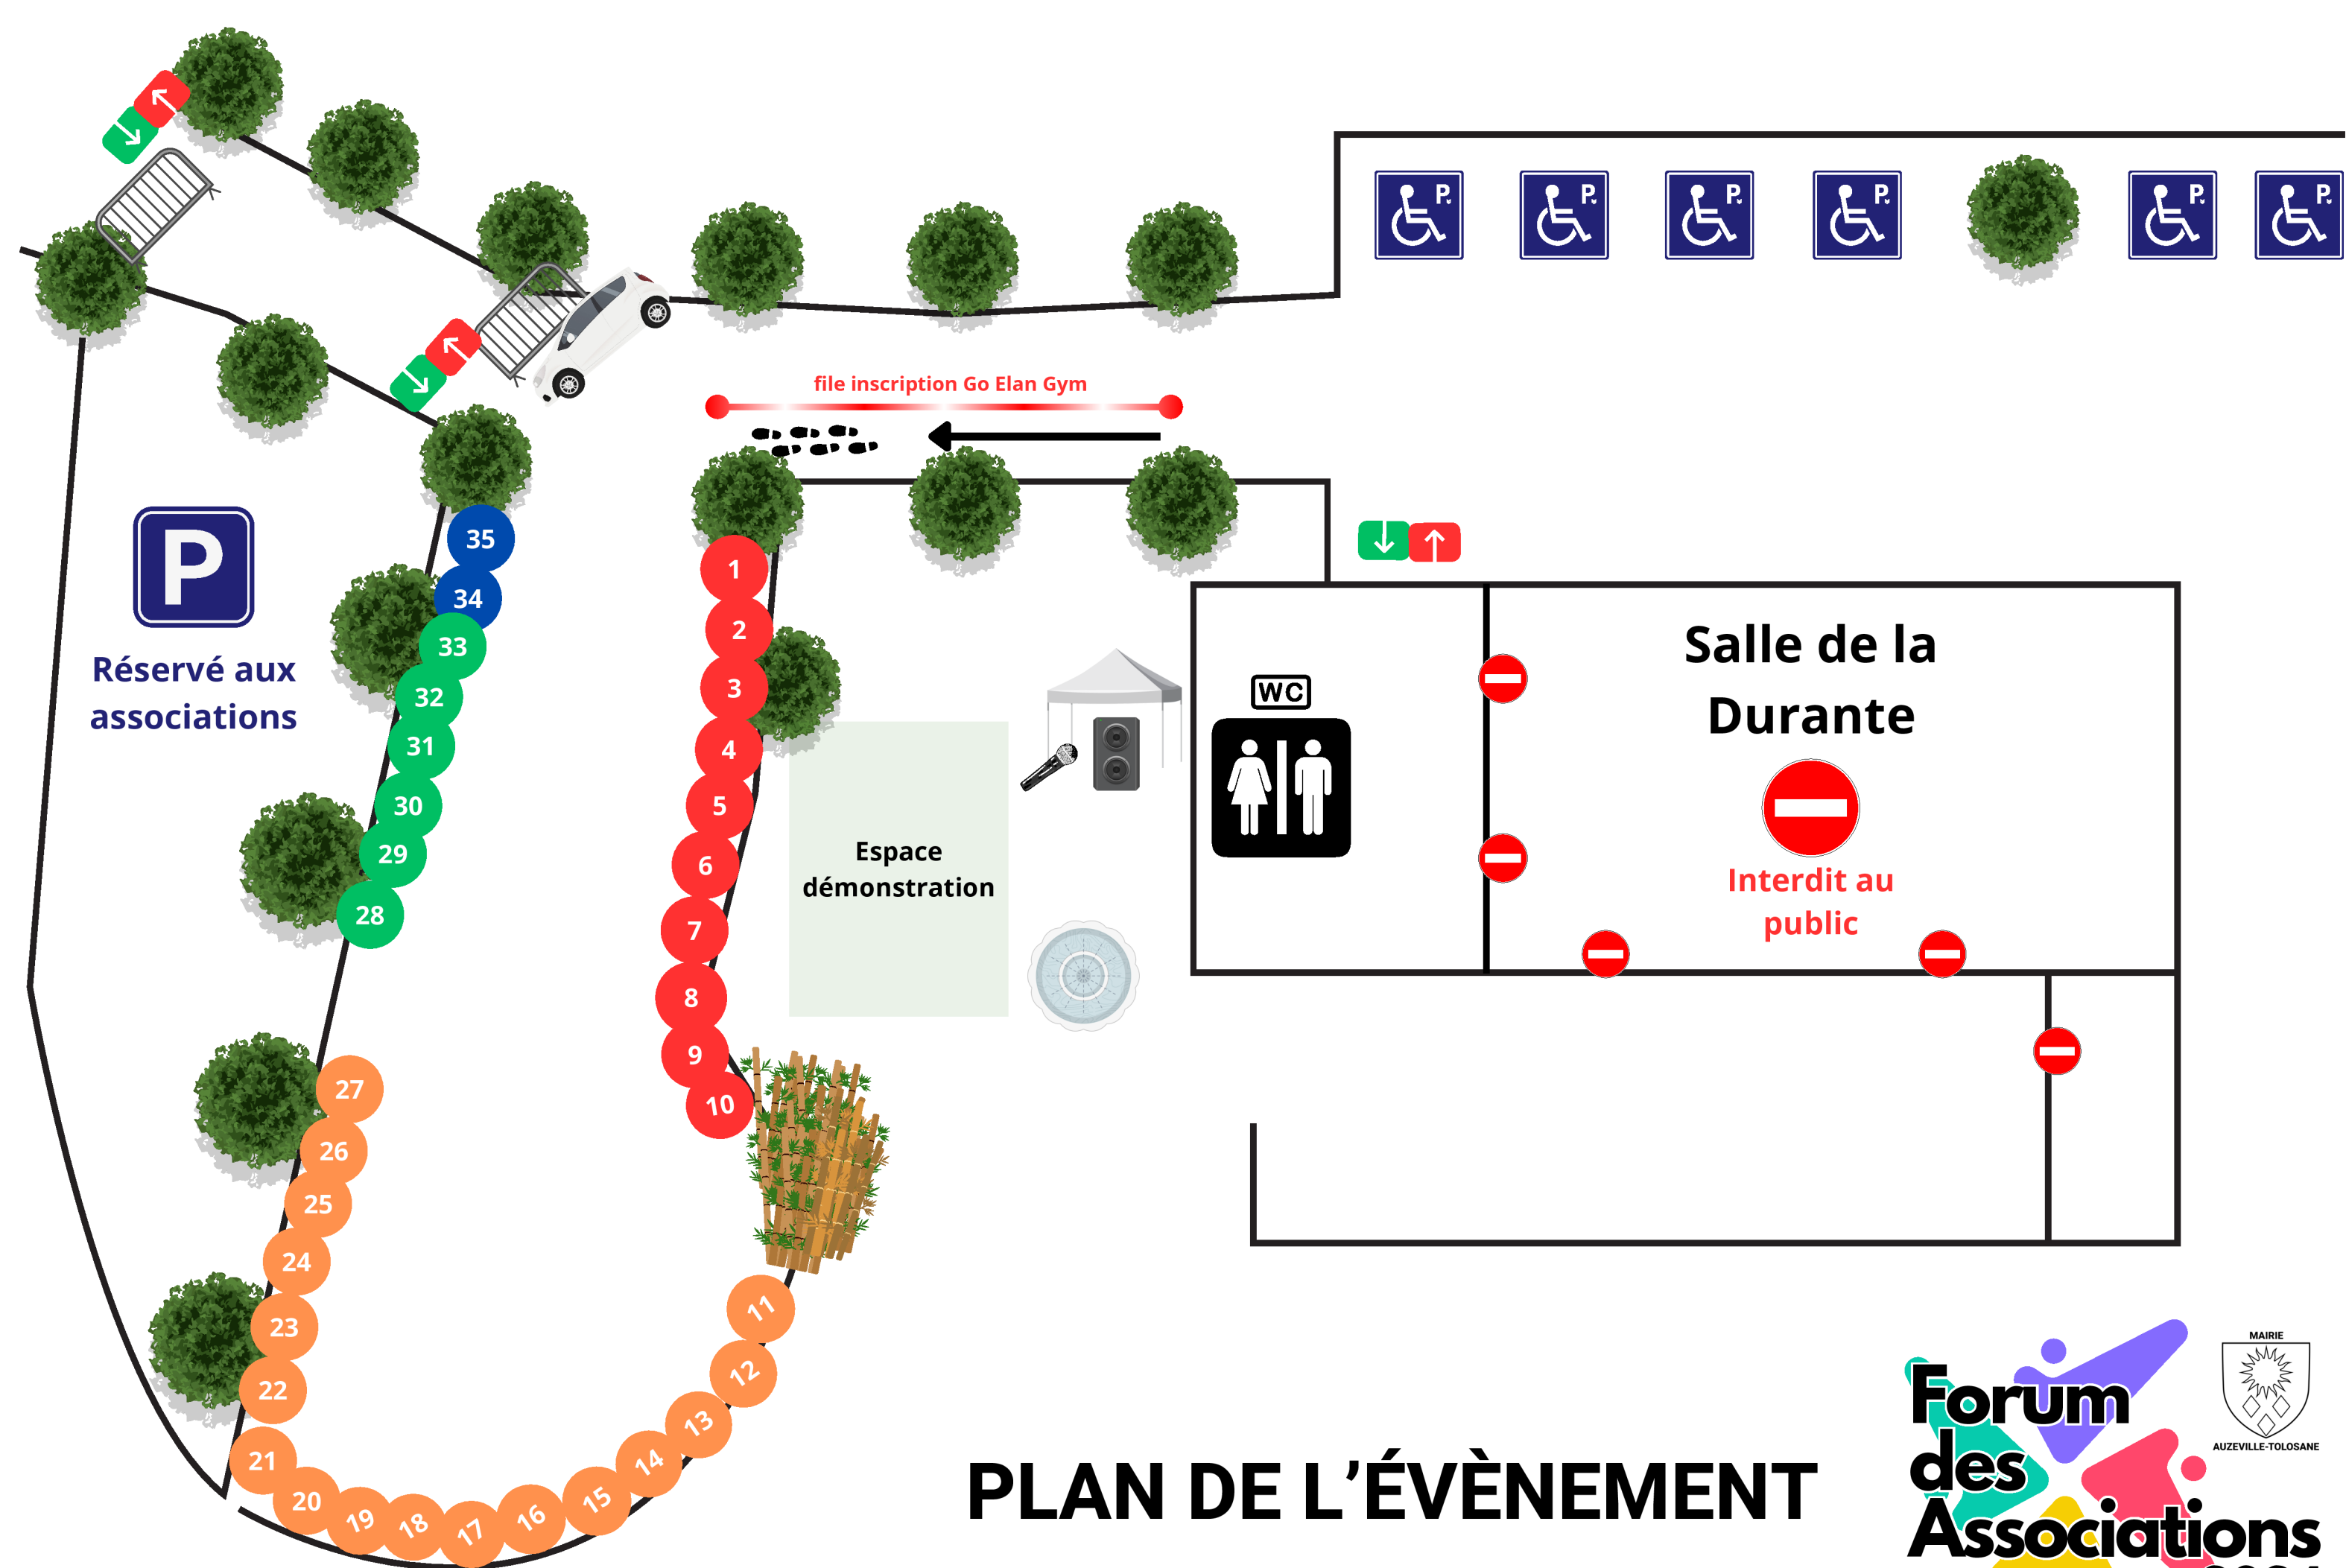 P
P
P
P
P
P
file inscription Go Elan Gym
P
Réservé aux
associations
35
34
33
32
31
30
29
28
27
26
25
24
23
22
21
20
19
18
17
16
15
14
13
12
11
1
2
3
4
5
6
7
8
9
10
Espace
démonstration
WC
Salle de la
Durante
Interdit au
public
PLAN DE L’ÉVÈNEMENT
Forum
des
Associations
MAIRIE
AUZEVILLE-TOLOSANE